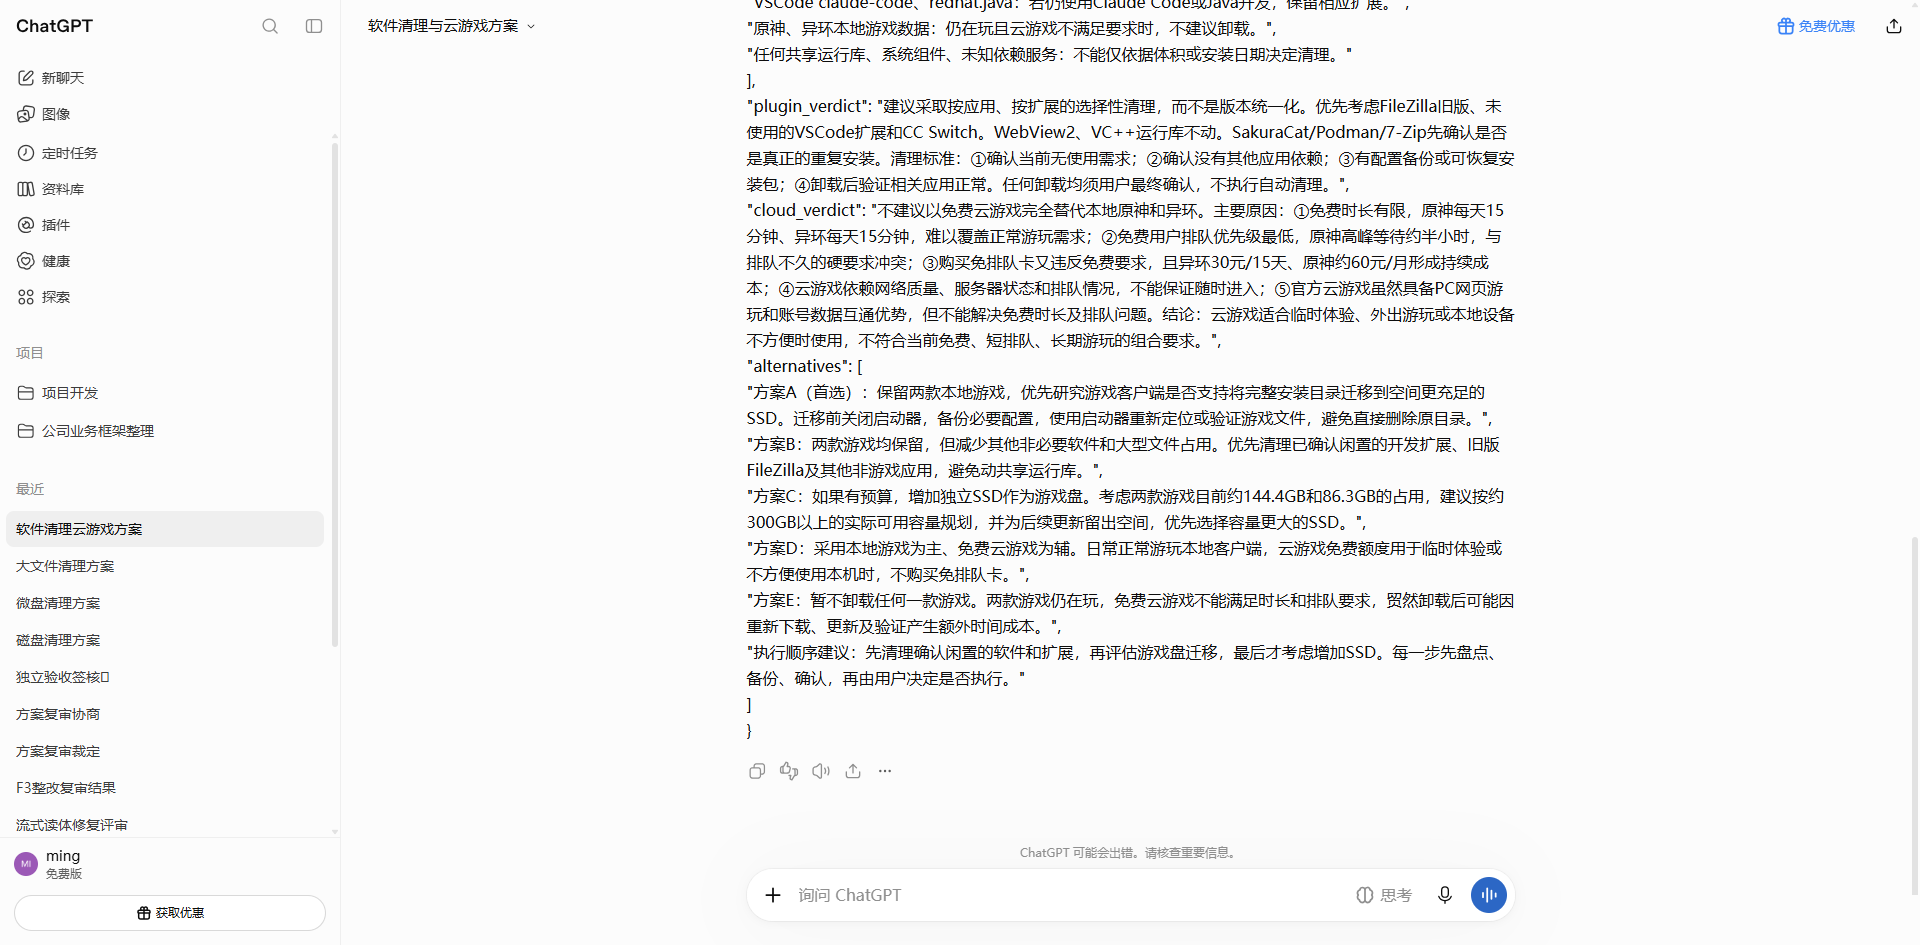 ChatGPT
新聊天
图像
定时任务
资料库
插件
健康
探索
项目
项目开发
公司业务框架整理
最近
软件清理云游戏方案
大文件清理方案
微盘清理方案
磁盘清理方案
独立验收签核
方案复审协商
方案复审裁定
F3整改复审结果
流式读体修复评审
MI
ming
免费版
获取优惠
软件清理与云游戏方案
免费优惠
"VSCode claude-code、redhat.java：若仍使用Claude Code或Java开发，保留相应扩展。",
"原神、异环本地游戏数据：仍在玩且云游戏不满足要求时，不建议卸载。",
"任何共享运行库、系统组件、未知依赖服务：不能仅依据体积或安装日期决定清理。"
],
"plugin_verdict": "建议采取按应用、按扩展的选择性清理，而不是版本统一化。优先考虑FileZilla旧版、未
使用的VSCode扩展和CC Switch。WebView2、VC++运行库不动。SakuraCat/Podman/7-Zip先确认是否
是真正的重复安装。清理标准：①确认当前无使用需求；②确认没有其他应用依赖；③有配置备份或可恢复安
装包；④卸载后验证相关应用正常。任何卸载均须用户最终确认，不执行自动清理。",
"cloud_verdict": "不建议以免费云游戏完全替代本地原神和异环。主要原因：①免费时长有限，原神每天15
分钟、异环每天15分钟，难以覆盖正常游玩需求；②免费用户排队优先级最低，原神高峰等待约半小时，与
排队不久的硬要求冲突；③购买免排队卡又违反免费要求，且异环30元/15天、原神约60元/月形成持续成
本；④云游戏依赖网络质量、服务器状态和排队情况，不能保证随时进入；⑤官方云游戏虽然具备PC网页游
玩和账号数据互通优势，但不能解决免费时长及排队问题。结论：云游戏适合临时体验、外出游玩或本地设备
不方便时使用，不符合当前免费、短排队、长期游玩的组合要求。",
"alternatives": [
"方案A（首选）：保留两款本地游戏，优先研究游戏客户端是否支持将完整安装目录迁移到空间更充足的
SSD。迁移前关闭启动器，备份必要配置，使用启动器重新定位或验证游戏文件，避免直接删除原目录。",
"方案B：两款游戏均保留，但减少其他非必要软件和大型文件占用。优先清理已确认闲置的开发扩展、旧版
FileZilla及其他非游戏应用，避免动共享运行库。",
"方案C：如果有预算，增加独立SSD作为游戏盘。考虑两款游戏目前约144.4GB和86.3GB的占用，建议按约
300GB以上的实际可用容量规划，并为后续更新留出空间，优先选择容量更大的SSD。",
"方案D：采用本地游戏为主、免费云游戏为辅。日常正常游玩本地客户端，云游戏免费额度用于临时体验或
不方便使用本机时，不购买免排队卡。",
"方案E：暂不卸载任何一款游戏。两款游戏仍在玩，免费云游戏不能满足时长和排队要求，贸然卸载后可能因
重新下载、更新及验证产生额外时间成本。",
"执行顺序建议：先清理确认闲置的软件和扩展，再评估游戏盘迁移，最后才考虑增加SSD。每一步先盘点、
备份、确认，再由用户决定是否执行。"
]
}
ChatGPT 可能会出错。请核查重要信息。
询问 ChatGPT
思考